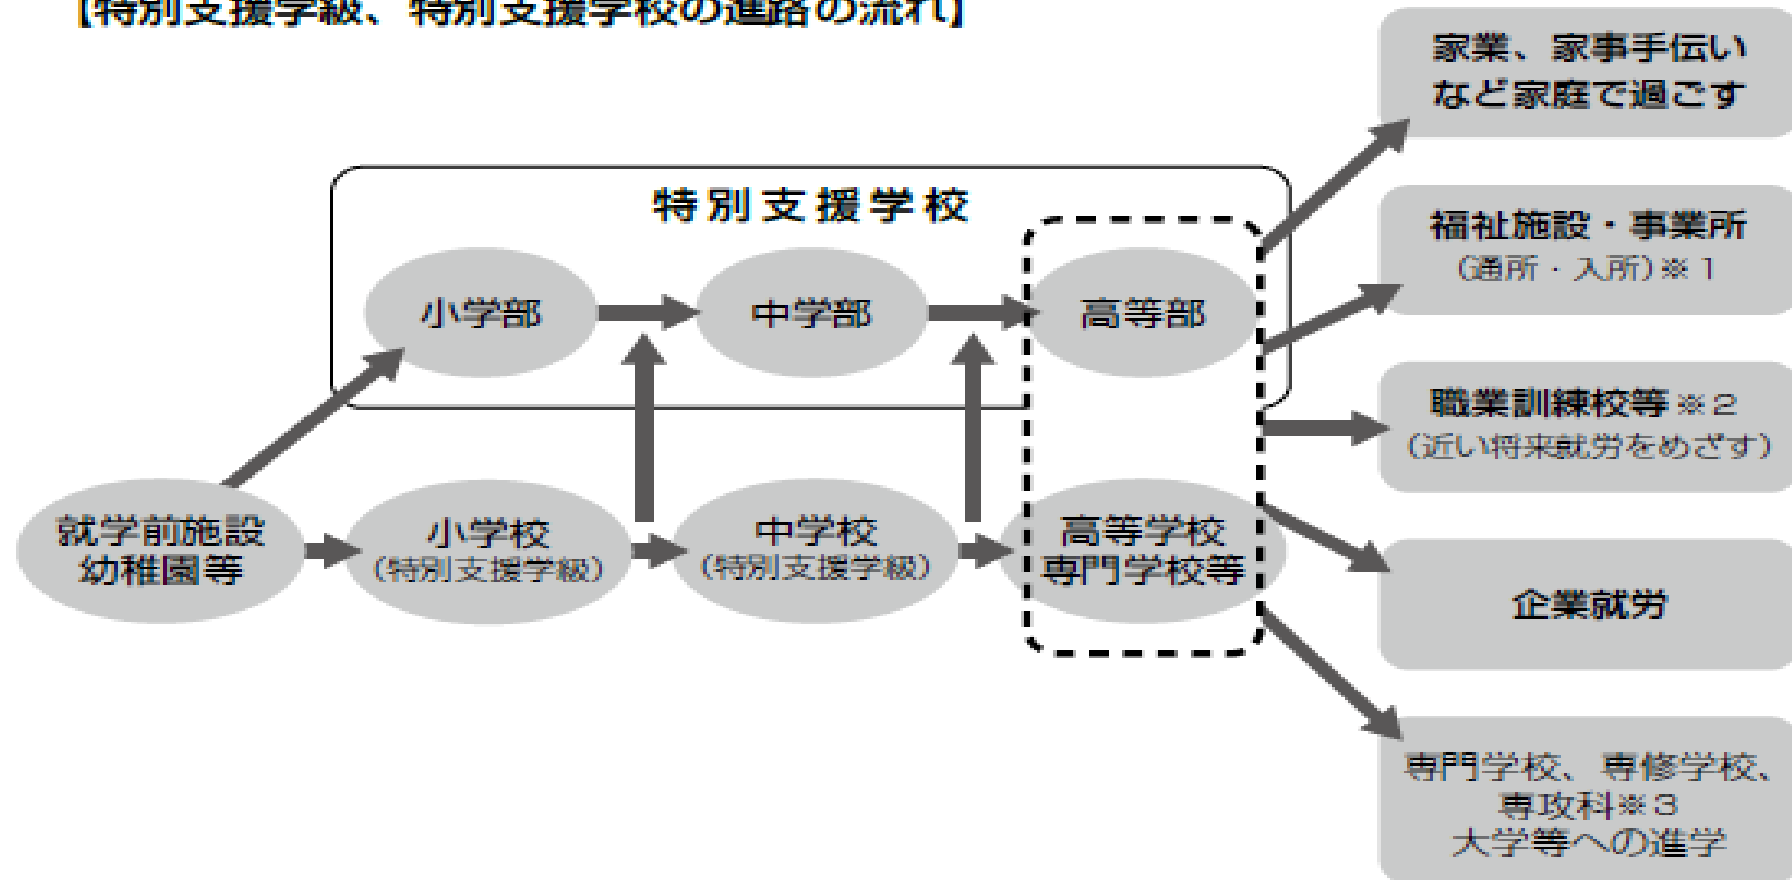 【特別支援学級、特別支援学校の進路の流れ】
特別支援学校
小学部
中学部
高等部
就学前施設
幼稚園等
小学校
（特別支援学級）
中学校
（特別支援学級）
高等学校
専門学校等
家業、家事手伝い
など家庭で過ごす
福祉施設・事業所
（通所・入所）※１
職業訓練校等※２
（近い将来就労をめざす）
企業就労
専門学校、専修学校、
専攻科※３
大学等への進学